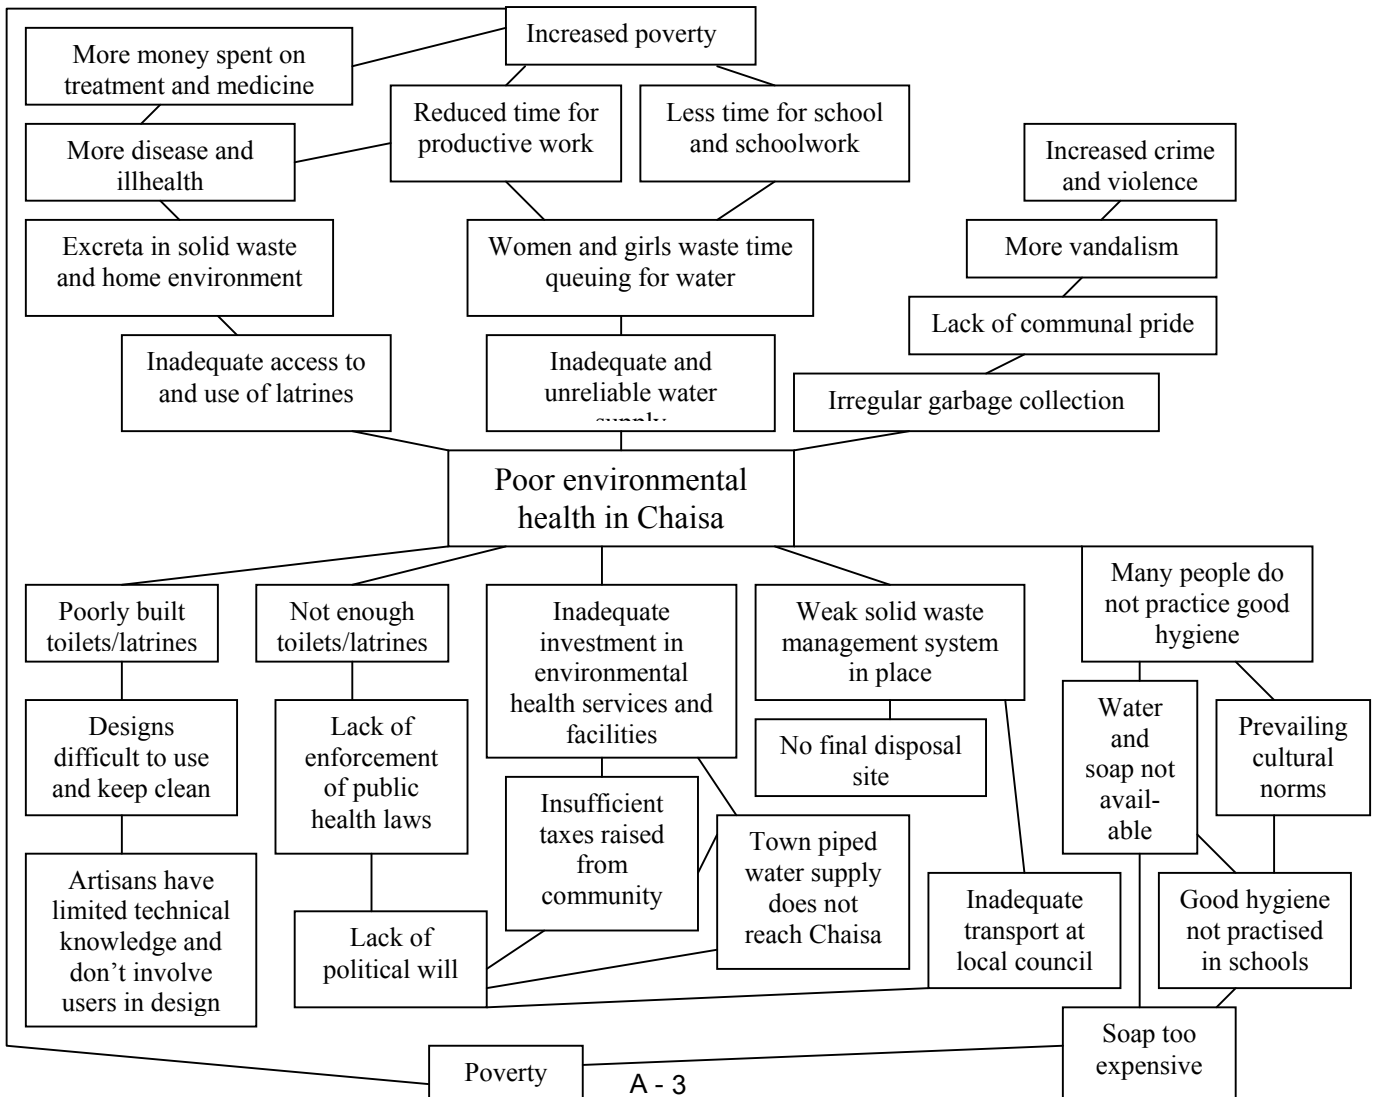 Increased poverty
More money spent on
treatment and medicine
Reduced time for
productive work
Less time for school
and schoolwork
More disease and
illhealth
Increased crime
and violence
Excreta in solid waste
and home environment
Women and girls waste time
queuing for water
More vandalism
Lack of communal pride
Inadequate access to
and use of latrines
Inadequate and
unreliable water
supply
Irregular garbage collection
Poor environmental
health in Chaisa
Poorly built
toilets/latrines
Not enough
toilets/latrines
Inadequate
investment in
environmental
health services and
facilities
Weak solid waste
management system
in place
Many people do
not practice good
hygiene
Designs
difficult to use
and keep clean
Lack of
enforcement
of public
health laws
No final disposal
site
Water
and
soap not
avail-
able
Prevailing
cultural
norms
Insufficient
taxes raised
from
community
Town piped
water supply
does not
reach Chaisa
Artisans have
limited technical
knowledge and
don’t involve
users in design
Lack of
political will
Inadequate
transport at
local council
Good hygiene
not practised
in schools
Soap too
expensive
Poverty
A - 3